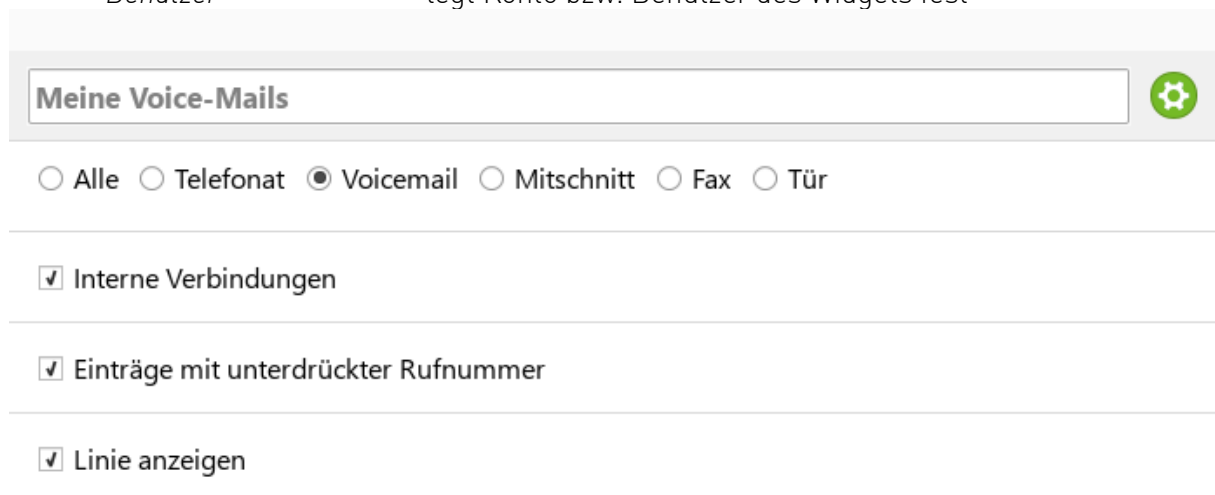 Benutzer legt Konto bzw. Benutzer des Widgets fest
Meine Voice-Mails
Alle Telefonat Voicemail Mitschnitt Fax Tür
Interne Verbindungen
Einträge mit unterdrückter Rufnummer
Linie anzeigen